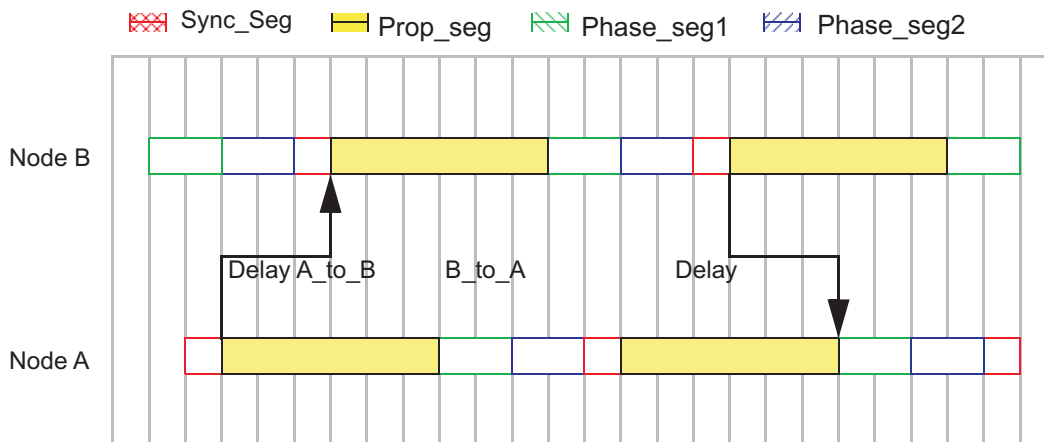 Sync_Seg Prop_seg Phase_seg1 Phase_seg2
Node B
Delay A_to_B B_to_A Delay
Node A